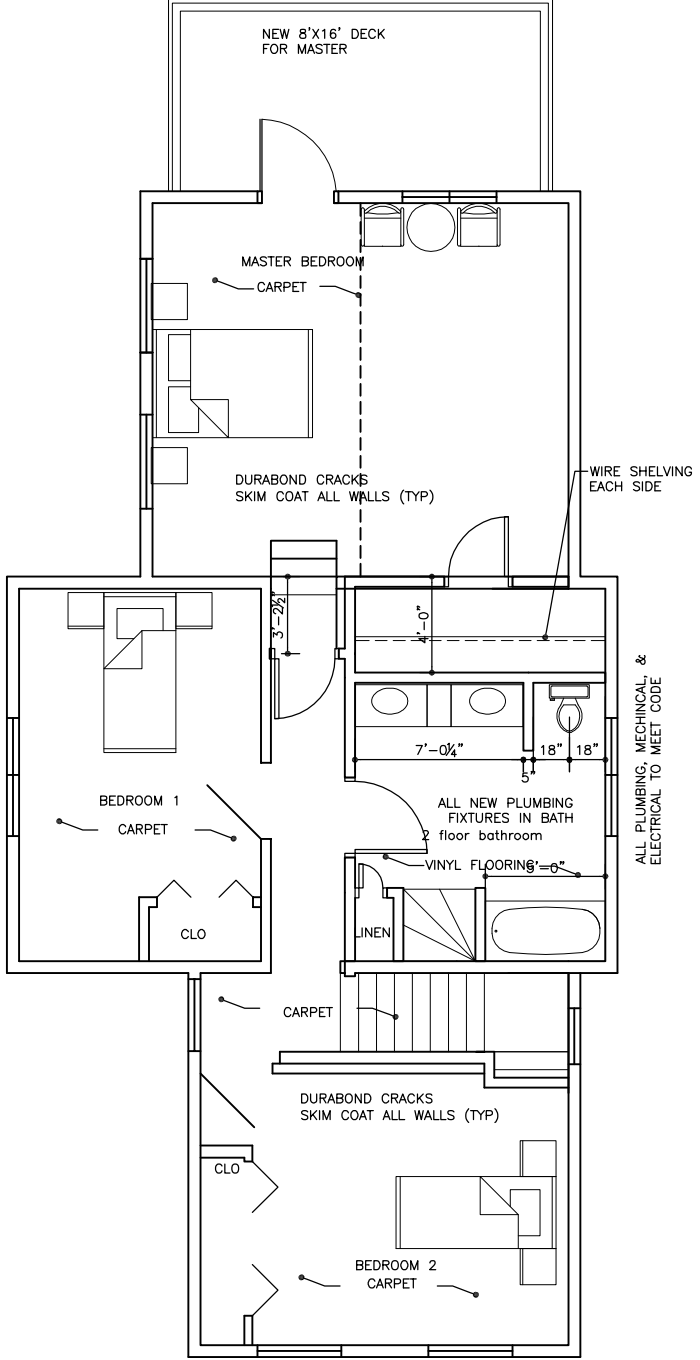 NEW 8'X16' DECK
FOR MASTER
MASTER BEDROOM
CARPET
DURABOND CRACKS
SKIM COAT ALL WALLS (TYP)
WIRE SHELVING
EACH SIDE
3'-2½"
4'-0"
ALL PLUMBING, MECHINCAL, &
ELECTRICAL TO MEET CODE
7'-0¼"
18"
18"
5"
BEDROOM 1
CARPET
ALL NEW PLUMBING
FIXTURES IN BATH
2 floor bathroom
VINYL FLOORING
5'-0"
CLO
LINEN
CARPET
DURABOND CRACKS
SKIM COAT ALL WALLS (TYP)
CLO
BEDROOM 2
CARPET